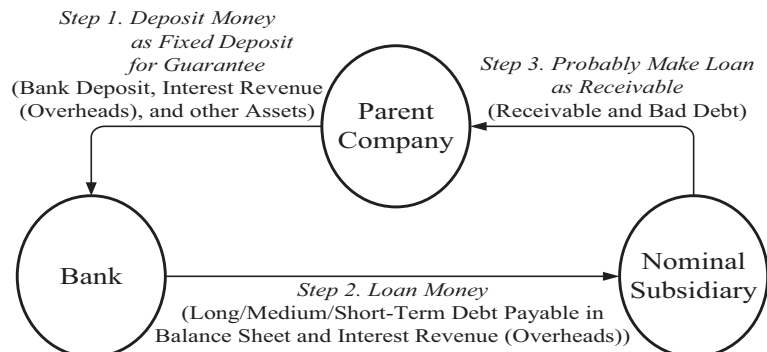 Step 1. Deposit Money
as Fixed Deposit
for Guarantee
(Bank Deposit, Interest Revenue
(Overheads), and other Assets)
Parent
Company
Step 3. Probably Make Loan
as Receivable
(Receivable and Bad Debt)
Bank
Step 2. Loan Money
(Long/Medium/Short-Term Debt Payable in
Balance Sheet and Interest Revenue (Overheads))
Nominal
Subsidiary